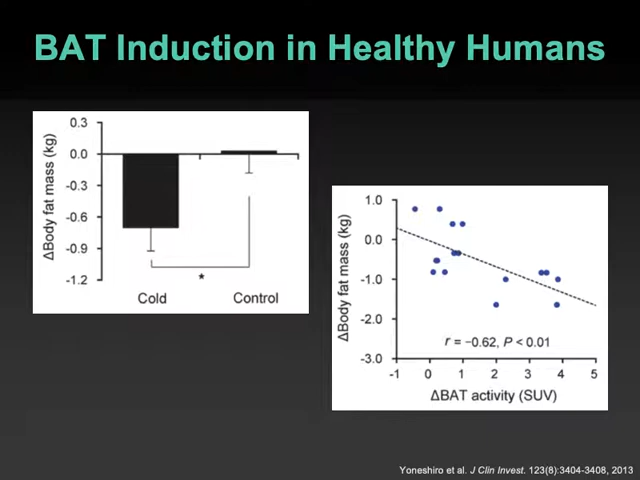 BAT Induction in Healthy Humans
ΔBody fat mass (kg)
0.3
0.0
-0.3
-0.6
-0.9
-1.2
*
Cold Control
ΔBody fat mass (kg)
1.0
0.0
-1.0
-2.0
-3.0
r = −0.62, P < 0.01
-1 0 1 2 3 4 5
ΔBAT activity (SUV)
Yoneshiro et al. J Clin Invest. 123(8):3404-3408, 2013